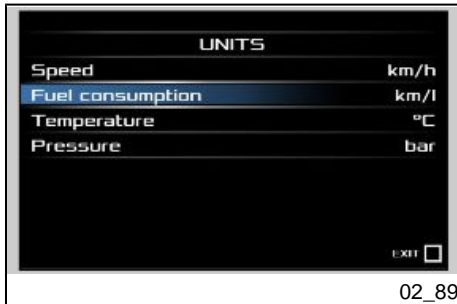 UNITS
Speed km/h
Fuel consumption km/l
Temperature °C
Pressure bar
EXIT
02_89